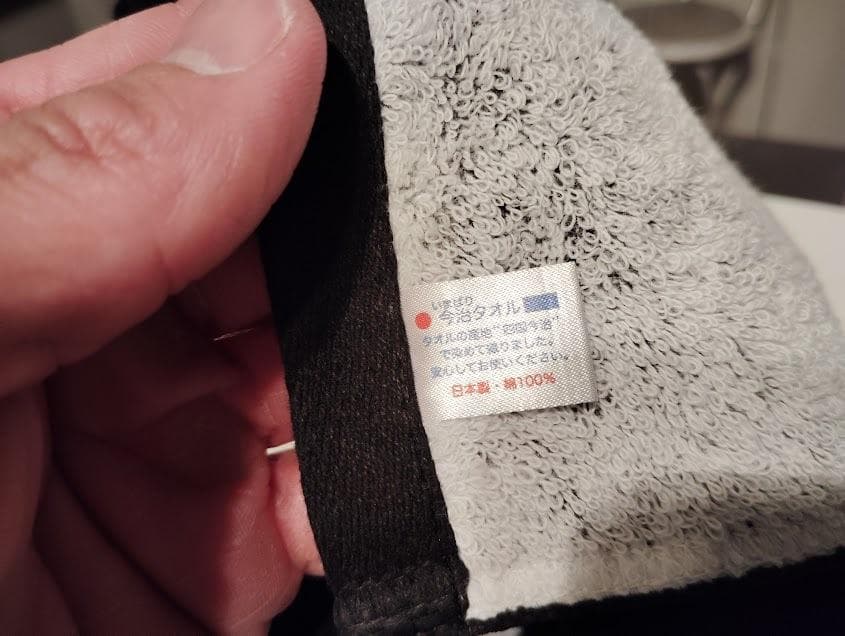 いまばり
今治タオル
タオルの産地"四国今治"
で染めて織りました。
安心してお使いください。
日本製・綿100%